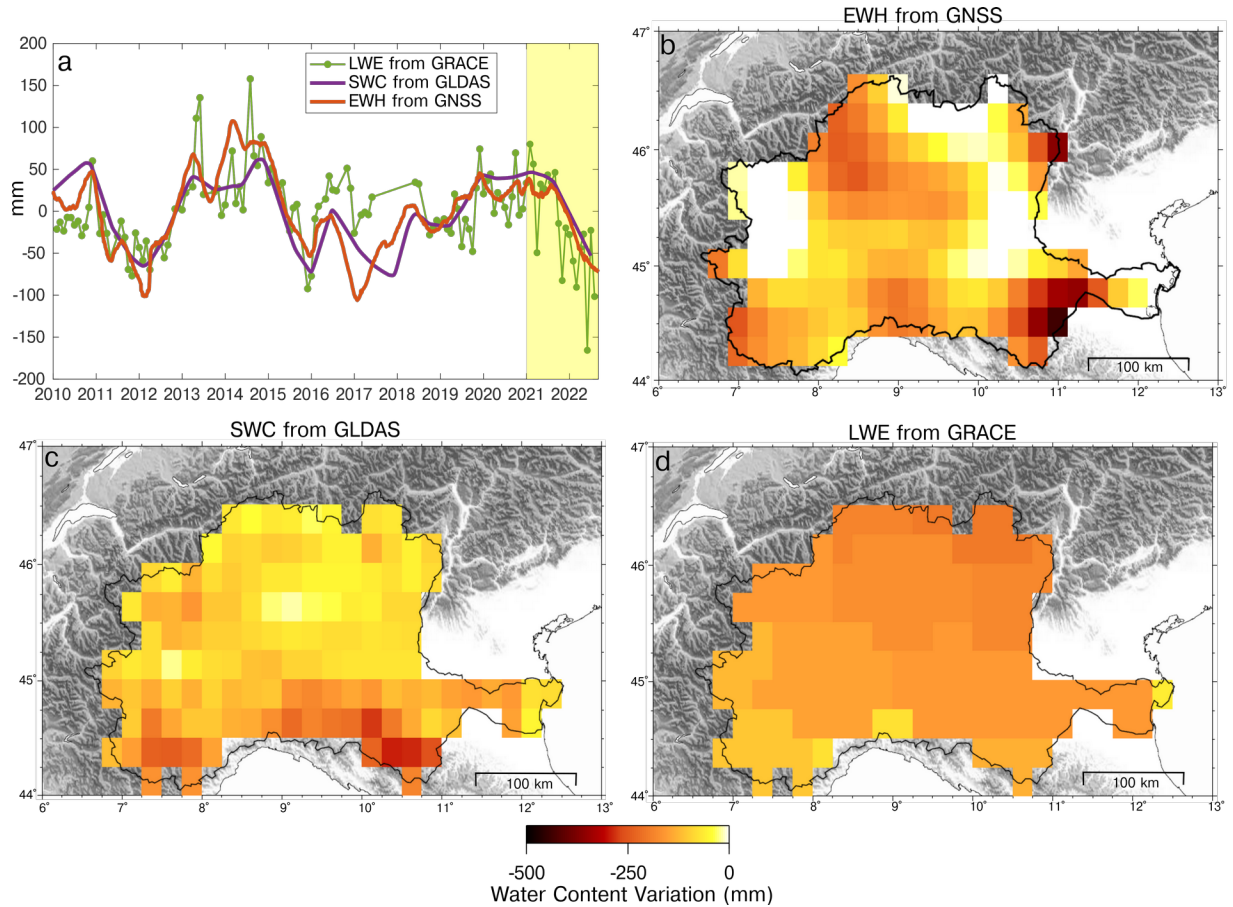 a
200
150
100
50
0
-50
-100
-150
-200
mm
LWE from GRACE
SWC from GLDAS
EWH from GNSS
2010 2011 2012 2013 2014 2015 2016 2017 2018 2019 2020 2021 2022
EWH from GNSS
b
47°
46°
45°
44°
100 km
6° 7° 8° 9° 10° 11° 12° 13°
SWC from GLDAS
c
47°
46°
45°
44°
100 km
6° 7° 8° 9° 10° 11° 12° 13°
LWE from GRACE
d
47°
46°
45°
44°
100 km
6° 7° 8° 9° 10° 11° 12° 13°
-500 -250 0
Water Content Variation (mm)